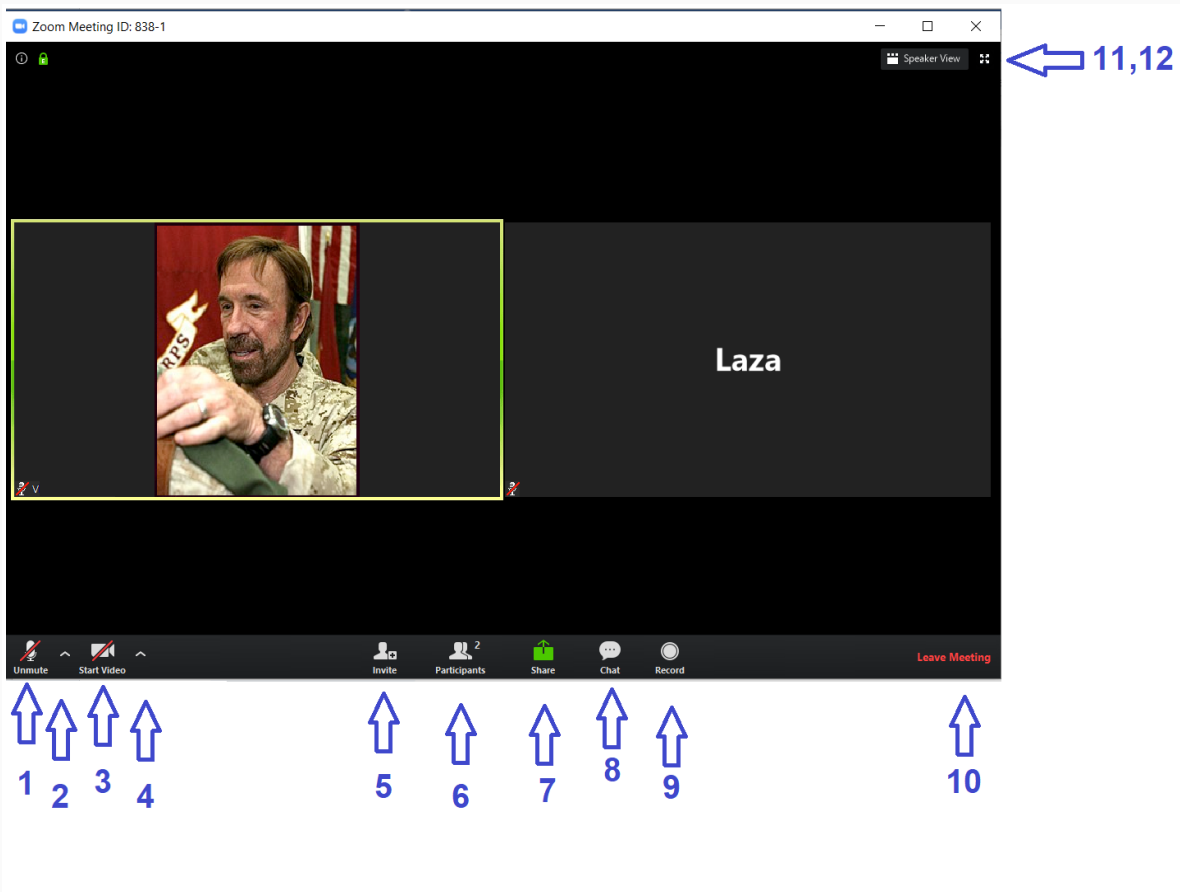 Zoom Meeting ID: 838-1
Speaker View
11,12
RPS
Laza
V
2
Unmute
Start Video
Invite
Participants
Share
Chat
Record
Leave Meeting
1
2
3
4
5
6
7
8
9
10